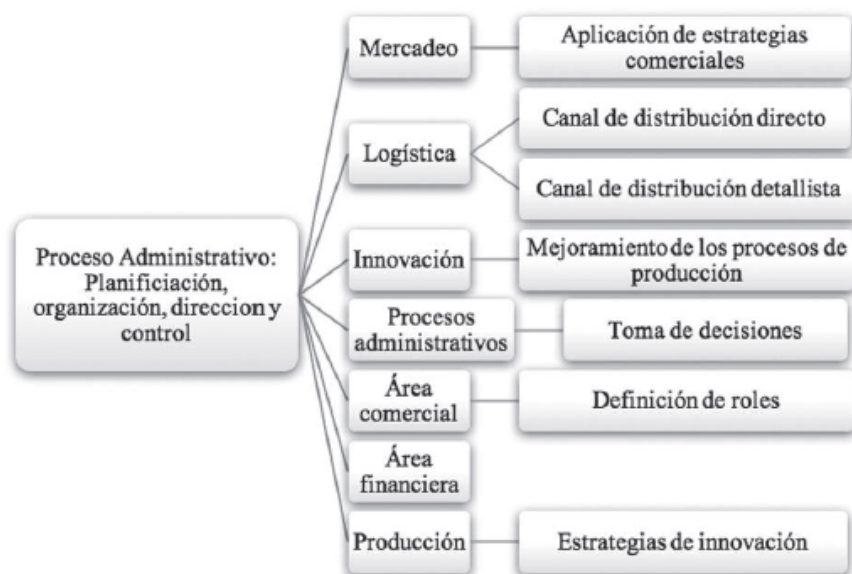 Proceso Administrativo:
Planificiación,
organización, direccion y
control
Mercadeo
Aplicación de estrategias
comerciales
Logística
Canal de distribución directo
Canal de distribución detallista
Innovación
Mejoramiento de los procesos de
producción
Procesos
administrativos
Toma de decisiones
Área
comercial
Definición de roles
Área
financiera
Producción
Estrategias de innovación